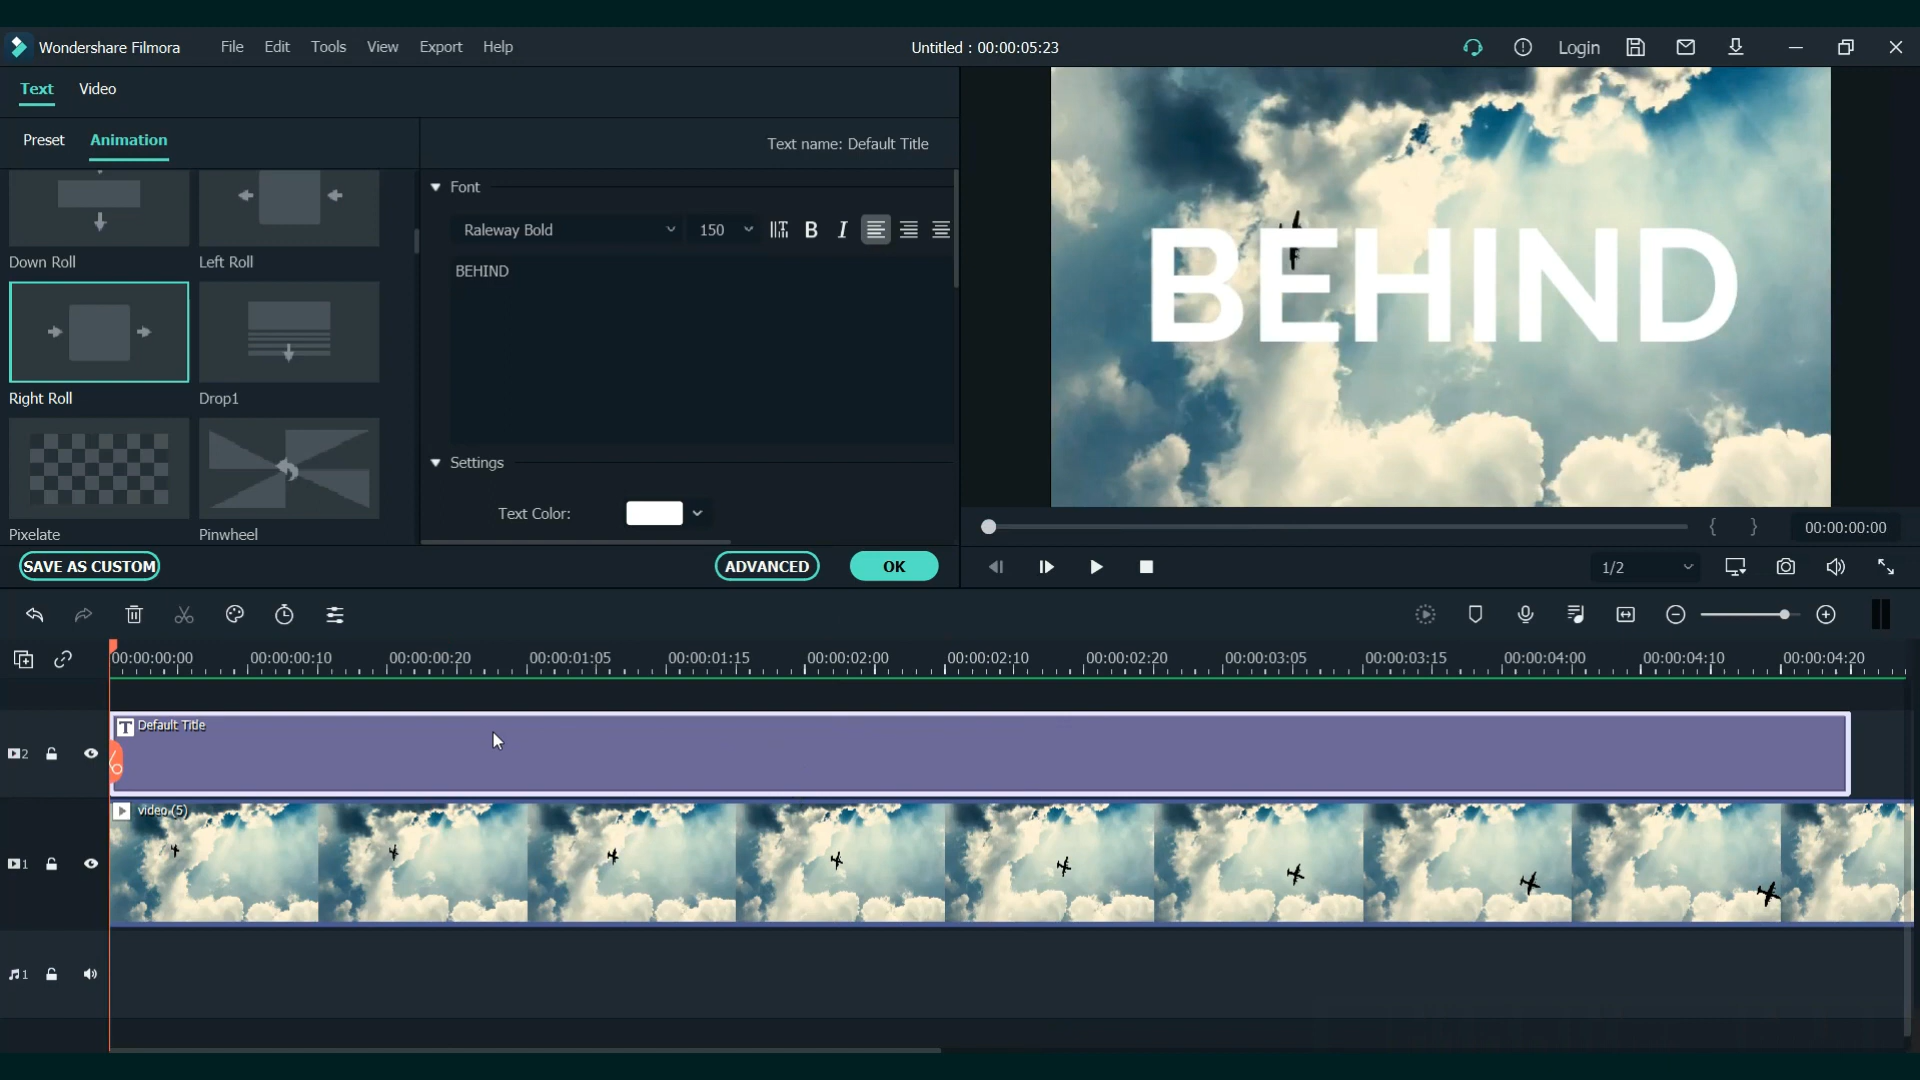 Wondershare Filmora File Edit Tools View Export Help Untitled : 00:00:05:23 Login
Text Video
Preset Animation Text name: Default Title
Font
Down Roll Left Roll
Raleway Bold 150 B I
BEHIND
BEHIND
Right Roll Drop1
Settings
Text Color:
Pixelate Pinwheel
{ } 00:00:00:00
SAVE AS CUSTOM ADVANCED OK 1/2
00:00:00:00 00:00:00:10 00:00:00:20 00:00:01:05 00:00:01:15 00:00:02:00 00:00:02:10 00:00:02:20 00:00:03:05 00:00:03:15 00:00:04:00 00:00:04:10 00:00:04:20
T Default Title
2
video (5)
1
1